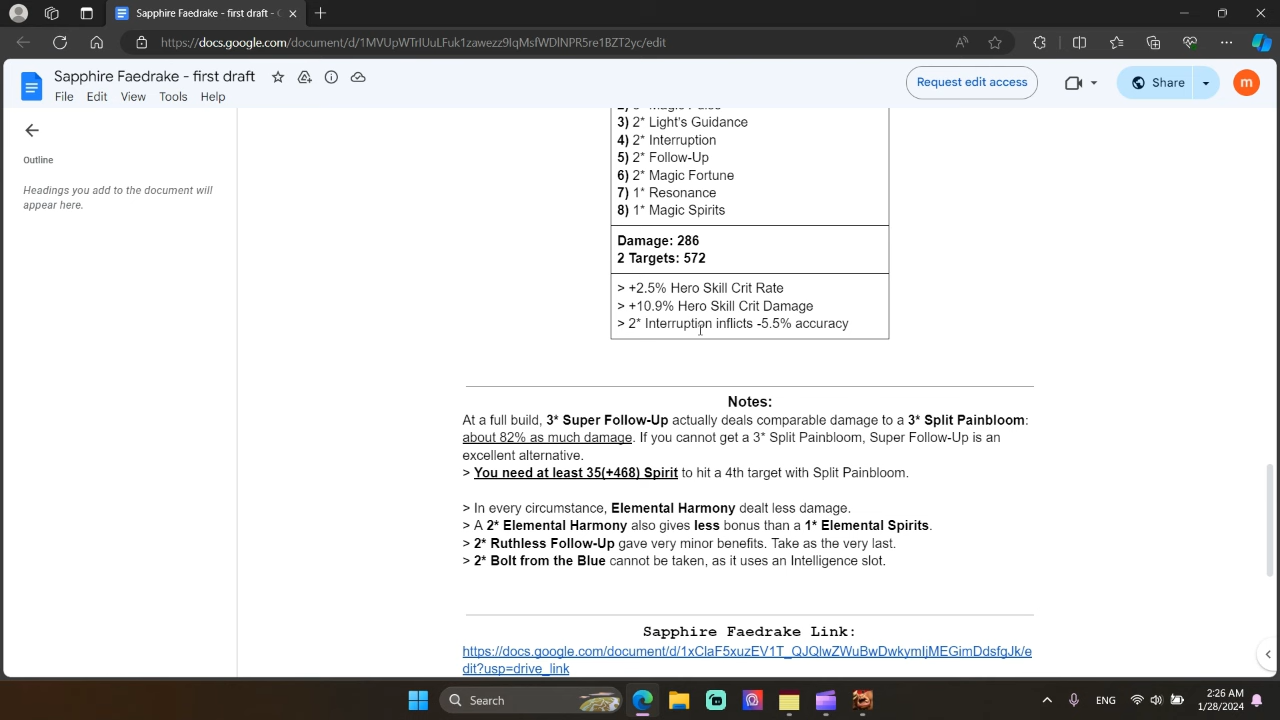 Sapphire Faedrake - first draft - G
https://docs.google.com/document/d/1MVUpWTrIUuLFuk1zawezz9IqMsfWDlNPR5re1BZT2yc/edit
Sapphire Faedrake - first draft
Request edit access
Share
m
File Edit View Tools Help
Outline
Headings you add to the document will
appear here.
3) 2* Light's Guidance
4) 2* Interruption
5) 2* Follow-Up
6) 2* Magic Fortune
7) 1* Resonance
8) 1* Magic Spirits
Damage: 286
2 Targets: 572
> +2.5% Hero Skill Crit Rate
> +10.9% Hero Skill Crit Damage
> 2* Interruption inflicts -5.5% accuracy
Notes:
At a full build, 3* Super Follow-Up actually deals comparable damage to a 3* Split Painbloom:
about 82% as much damage. If you cannot get a 3* Split Painbloom, Super Follow-Up is an
excellent alternative.
> You need at least 35(+468) Spirit to hit a 4th target with Split Painbloom.
> In every circumstance, Elemental Harmony dealt less damage.
> A 2* Elemental Harmony also gives less bonus than a 1* Elemental Spirits.
> 2* Ruthless Follow-Up gave very minor benefits. Take as the very last.
> 2* Bolt from the Blue cannot be taken, as it uses an Intelligence slot.
Sapphire Faedrake Link:
https://docs.google.com/document/d/1xClaF5xuzEV1T_QJQlwZWuBwDwkymIjMEGimDdsfgJk/e
dit?usp=drive_link
Search
ENG
2:26 AM
1/28/2024